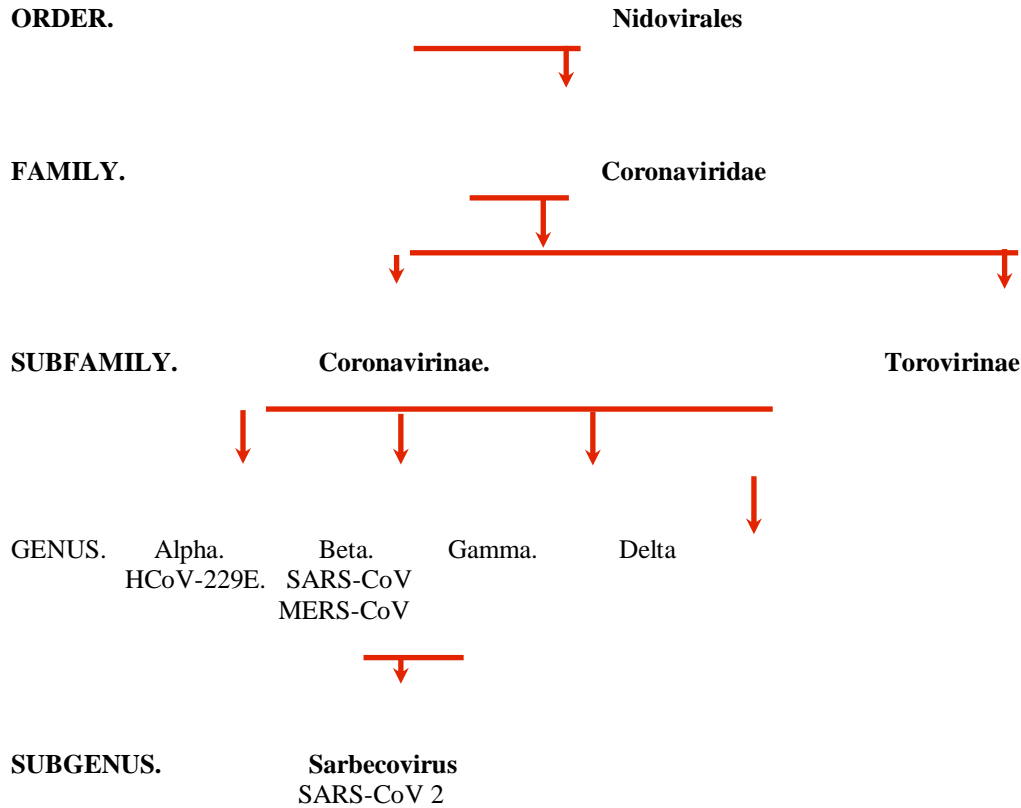 ORDER. Nidovirales
FAMILY. Coronaviridae
SUBFAMILY. Coronavirinae. Torovirinae
GENUS. Alpha. Beta. Gamma. Delta
HCoV-229E. SARS-CoV
MERS-CoV
SUBGENUS. Sarbecovirus
SARS-CoV 2